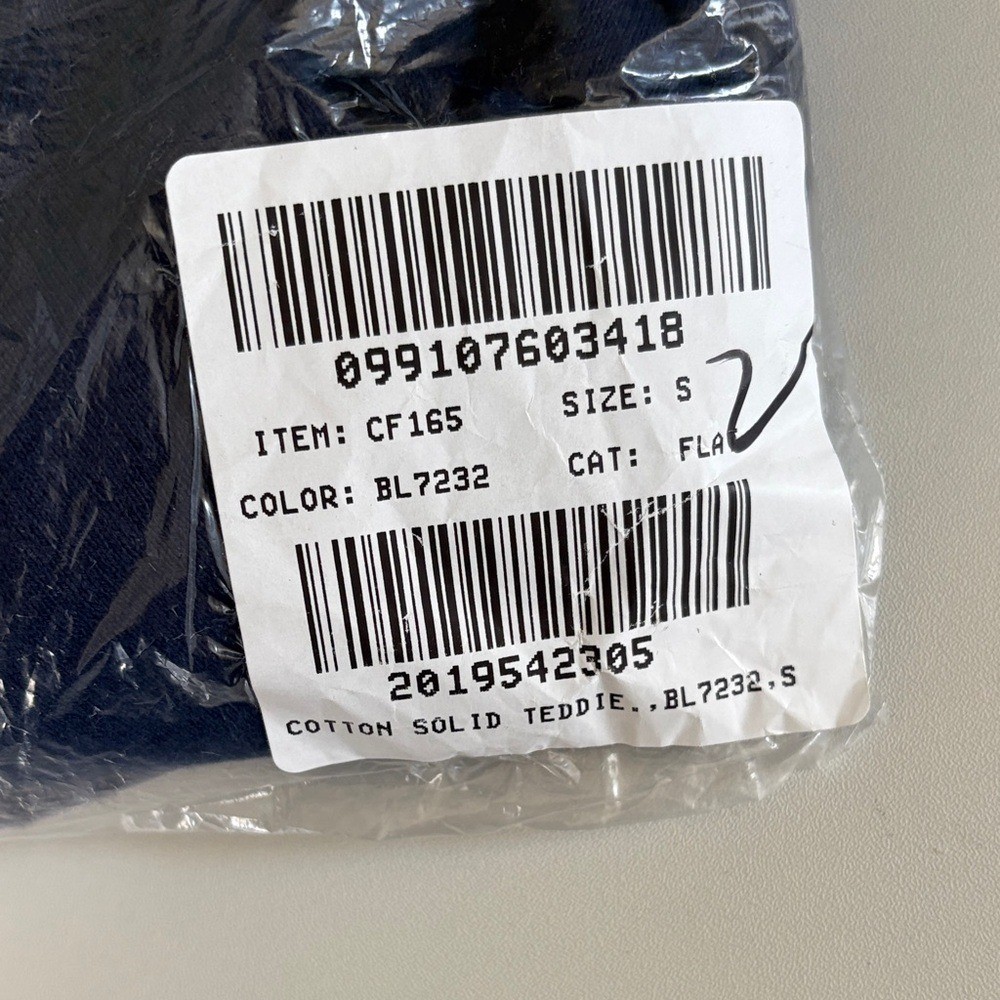 099107603418
ITEM: CF165 SIZE: S
COLOR: BL7232 CAT: FLA
2019542305
COTTON SOLID TEDDIE.,BL7232,S